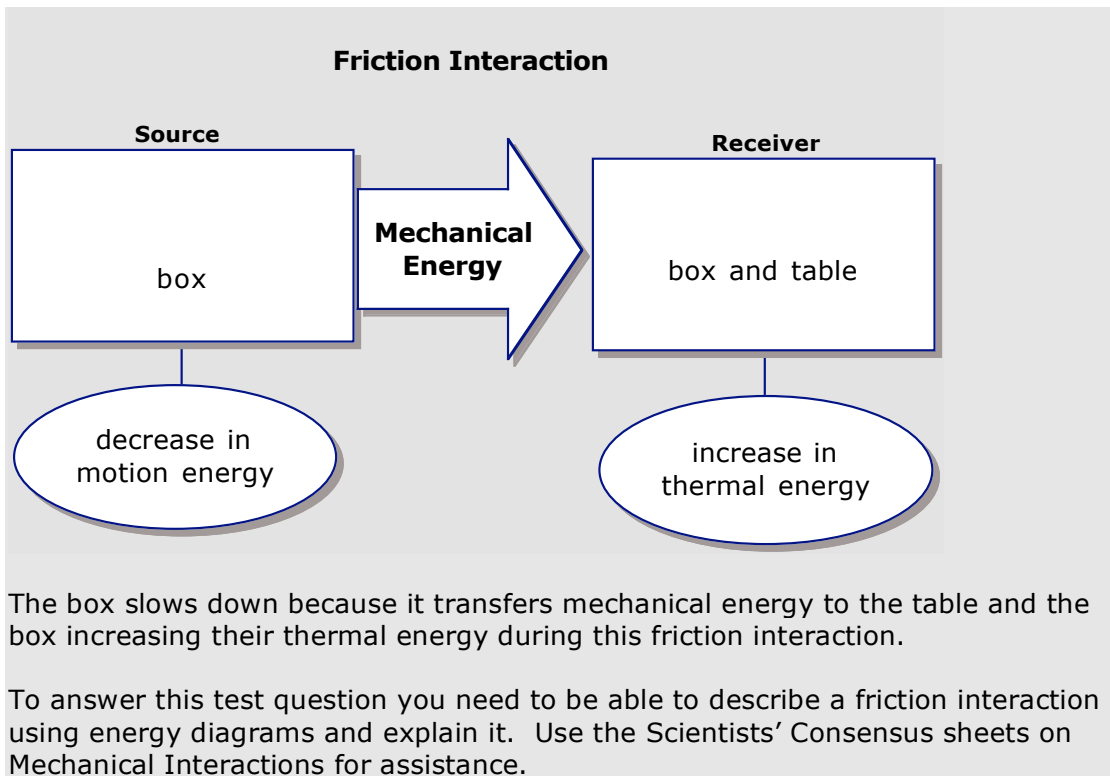 Friction Interaction
Source
Receiver
box
Mechanical
Energy
box and table
decrease in
motion energy
increase in
thermal energy
The box slows down because it transfers mechanical energy to the table and the
box increasing their thermal energy during this friction interaction.
To answer this test question you need to be able to describe a friction interaction
using energy diagrams and explain it.  Use the Scientists’ Consensus sheets on
Mechanical Interactions for assistance.